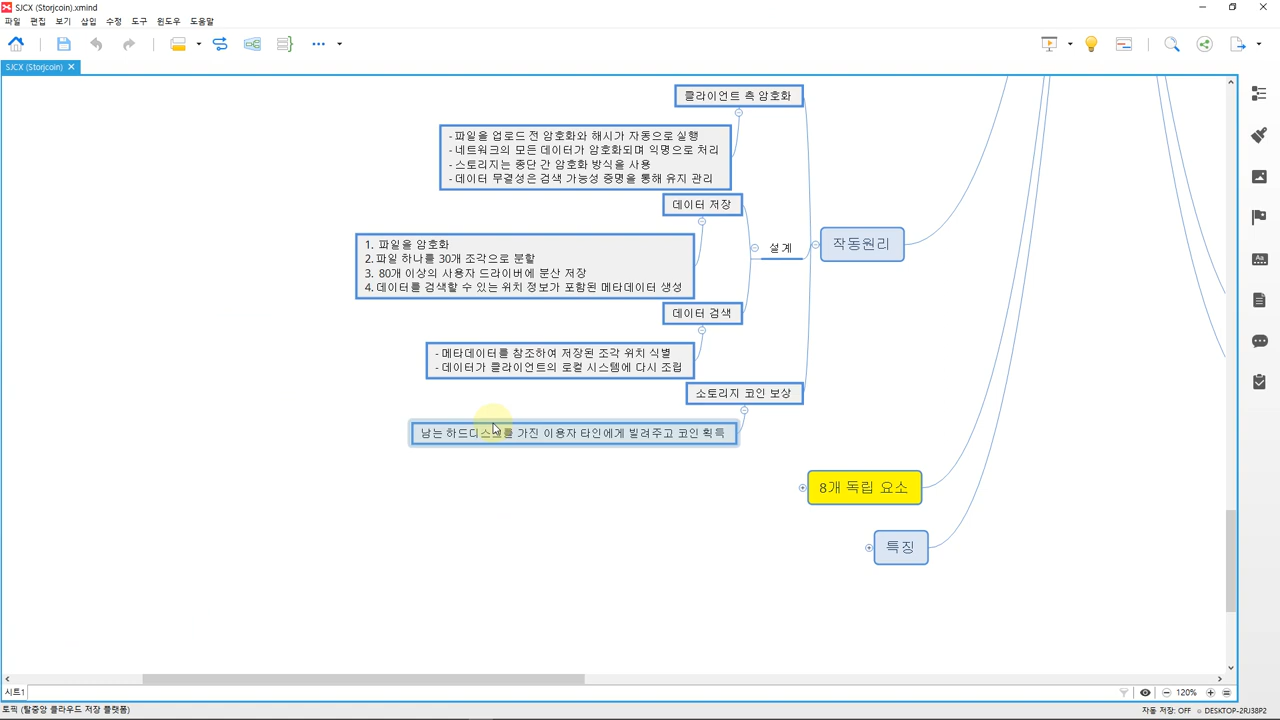 SJCX (Storjcoin).xmind
파일 편집 보기 삽입 수정 도구 윈도우 도움말
SJCX (Storjcoin)
클라이언트 측 암호화
- 파일을 업로드 전 암호화와 해시가 자동으로 실행
- 네트워크의 모든 데이터가 암호화되며 익명으로 처리
- 스토리지는 종단 간 암호화 방식을 사용
- 데이터 무결성은 검색 가능성 증명을 통해 유지 관리
데이터 저장
1. 파일을 암호화
2. 파일 하나를 30개 조각으로 분할
3. 80개 이상의 사용자 드라이버에 분산 저장
4. 데이터를 검색할 수 있는 위치 정보가 포함된 메타데이터 생성
설계
작동원리
데이터 검색
- 메타데이터를 참조하여 저장된 조각 위치 식별
- 데이터가 클라이언트의 로컬 시스템에 다시 조립
소토리지 코인 보상
남는 하드디스크를 가진 이용자 타인에게 빌려주고 코인 획득
8개 독립 요소
특징
시트1
120%
토픽 (탈중앙 클라우드 저장 플랫폼)
자동 저장: OFF
DESKTOP-2RJ38P2